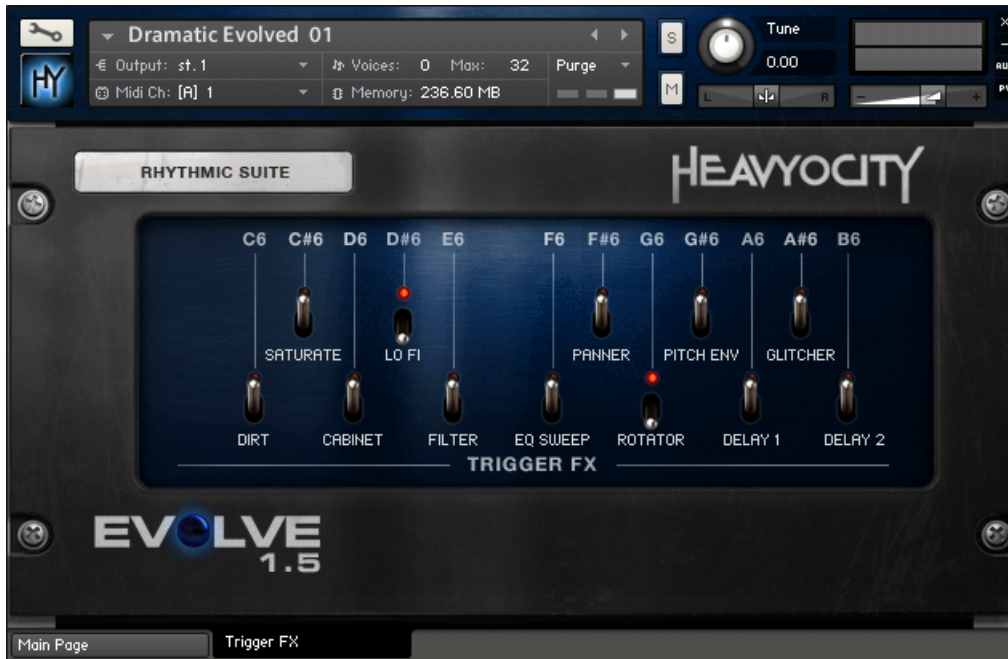 Dramatic Evolved 01
Output: st.1
Voices: 0 Max: 32
Purge
Midi Ch: [A] 1
Memory: 236.60 MB
S
M
Tune
0.00
L R
- +
AU
HY
RHYTHMIC SUITE
HEAVYOCITY
C6 C#6 D6 D#6 E6 F6 F#6 G6 G#6 A6 A#6 B6
SATURATE LO FI PANNER PITCH ENV GLITCHER
DIRT CABINET FILTER EQ SWEEP ROTATOR DELAY 1 DELAY 2
TRIGGER FX
EVOLVE
1.5
Main Page
Trigger FX